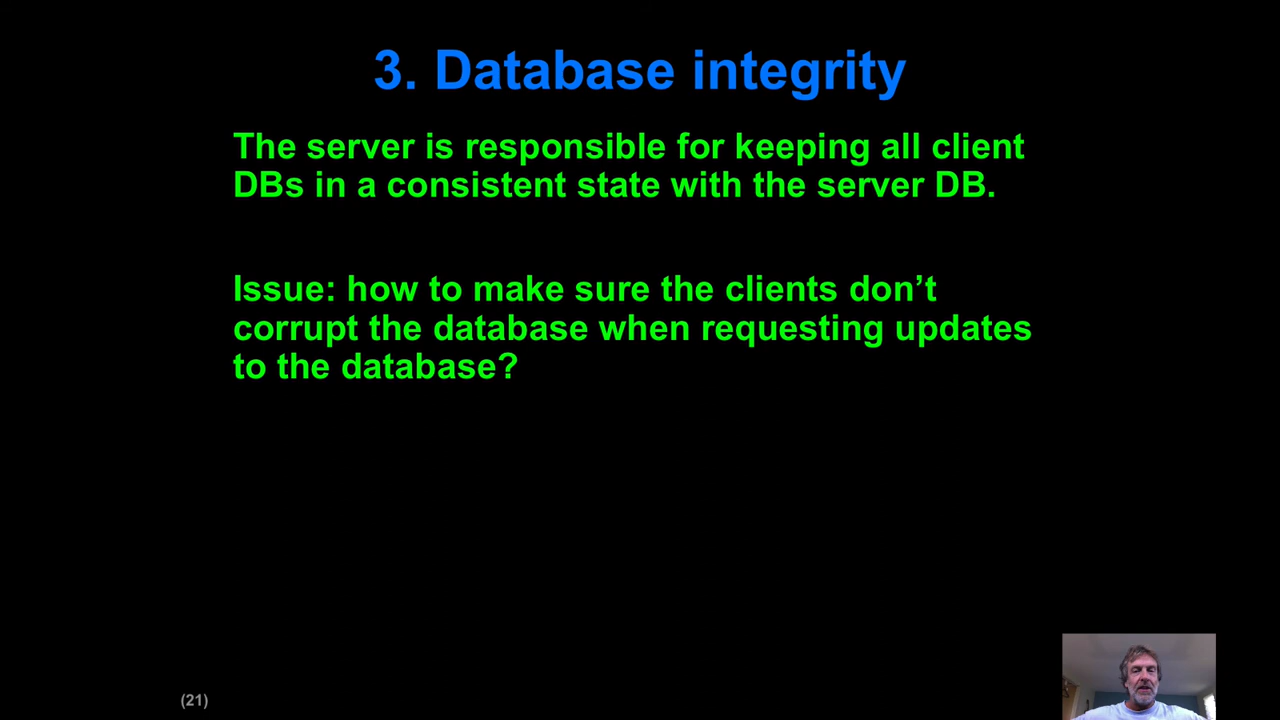 3. Database integrity
The server is responsible for keeping all client
DBs in a consistent state with the server DB.
Issue: how to make sure the clients don’t
corrupt the database when requesting updates
to the database?
(21)